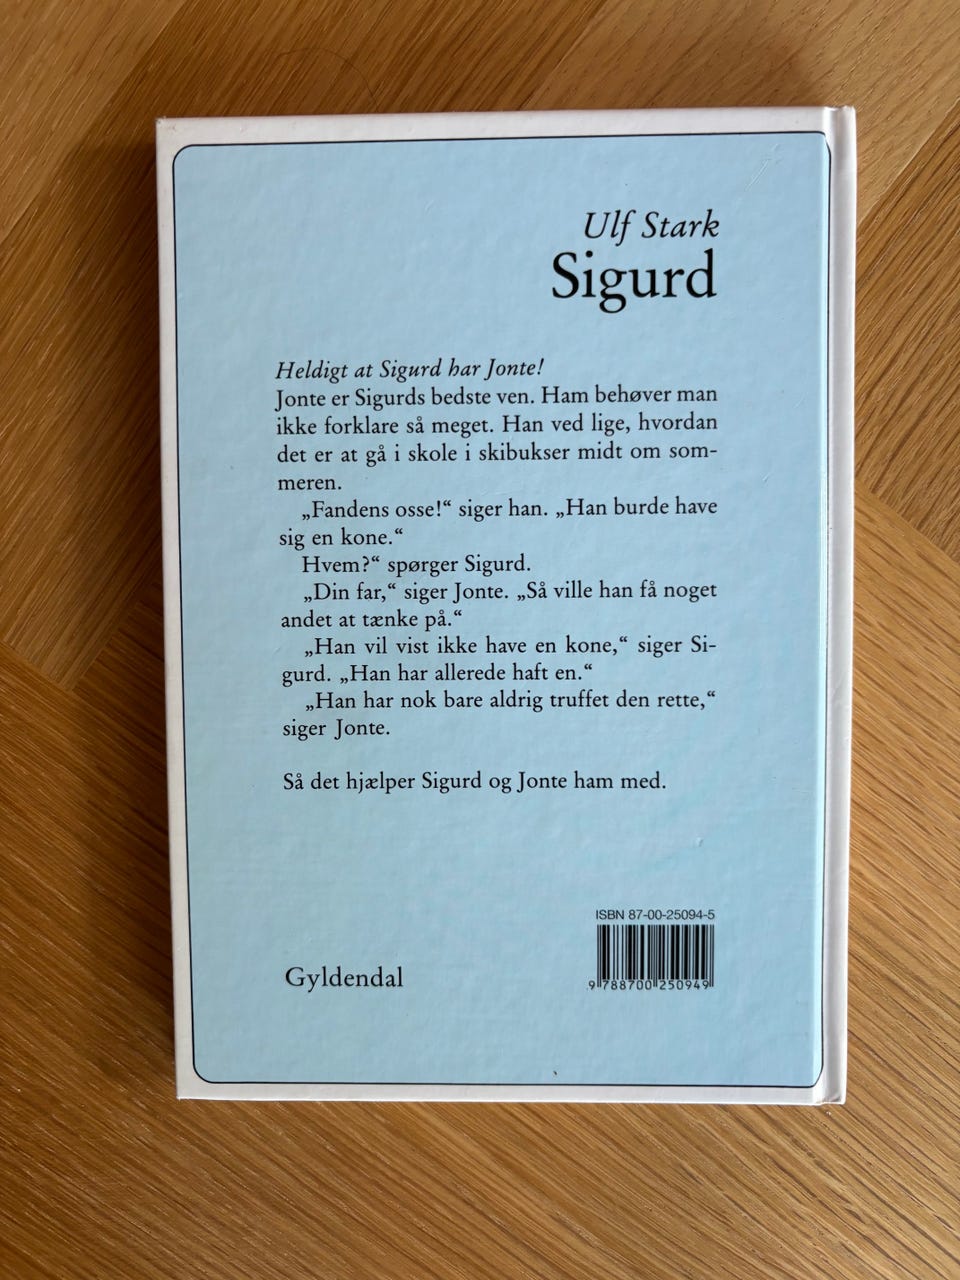 Ulf Stark
Sigurd
Heldigt at Sigurd har Jonte!
Jonte er Sigurds bedste ven. Ham behøver man
ikke forklare så meget. Han ved lige, hvordan
det er at gå i skole i skibukser midt om som-
meren.
„Fandens osse!“ siger han. „Han burde have
sig en kone.“
Hvem?“ spørger Sigurd.
„Din far,“ siger Jonte. „Så ville han få noget
andet at tænke på.“
„Han vil vist ikke have en kone,“ siger Si-
gurd. „Han har allerede haft en.“
„Han har nok bare aldrig truffet den rette,“
siger Jonte.
Så det hjælper Sigurd og Jonte ham med.
ISBN 87-00-25094-5
9 788700 250949
Gyldendal